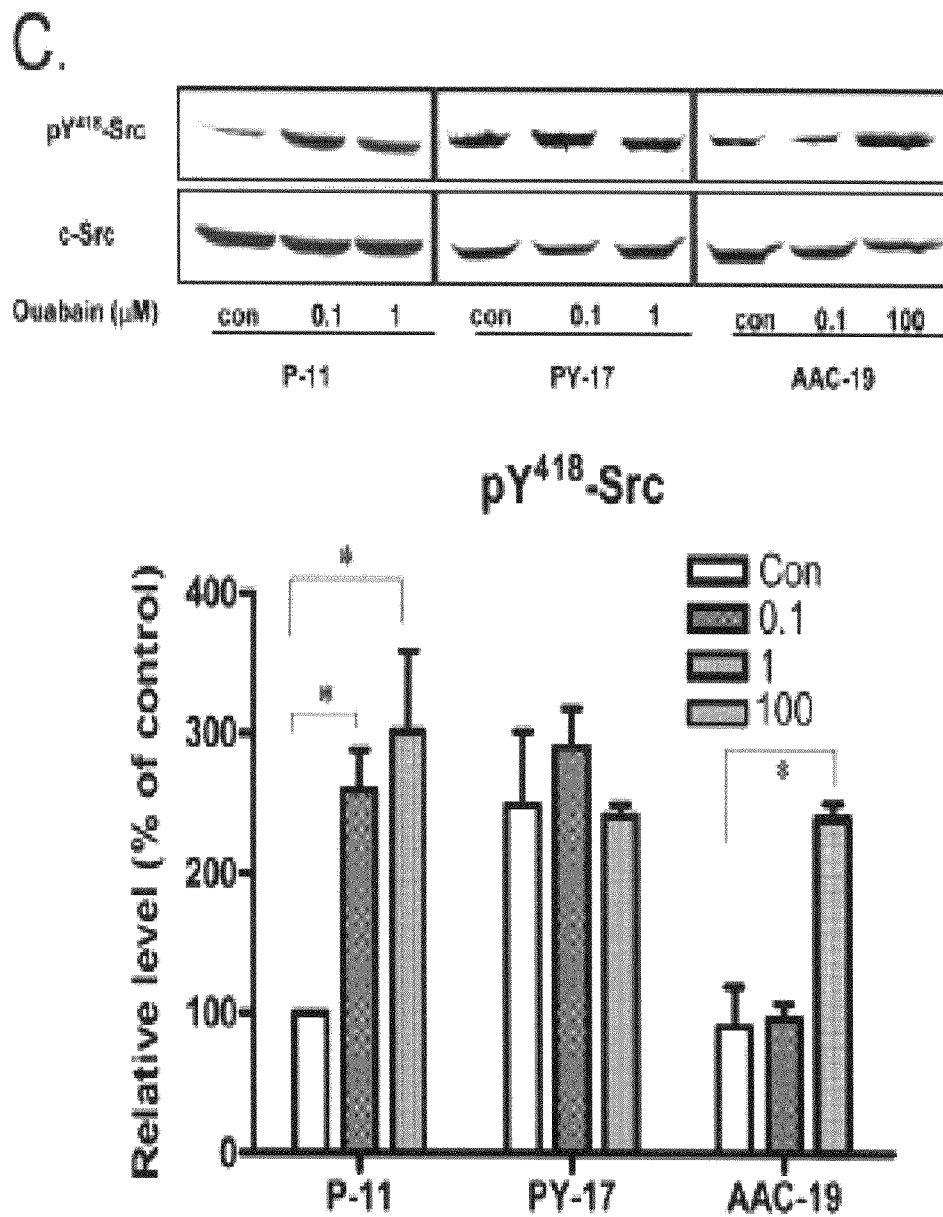 C.
pY⁴¹⁸-Src
c-Src
Ouabain (µM) con 0.1 1 con 0.1 1 con 0.1 100
P-11 PY-17 AAC-19
pY⁴¹⁸-Src
Relative level (% of control)
400
300
200
100
0
* * *
Con
0.1
1
100
P-11 PY-17 AAC-19